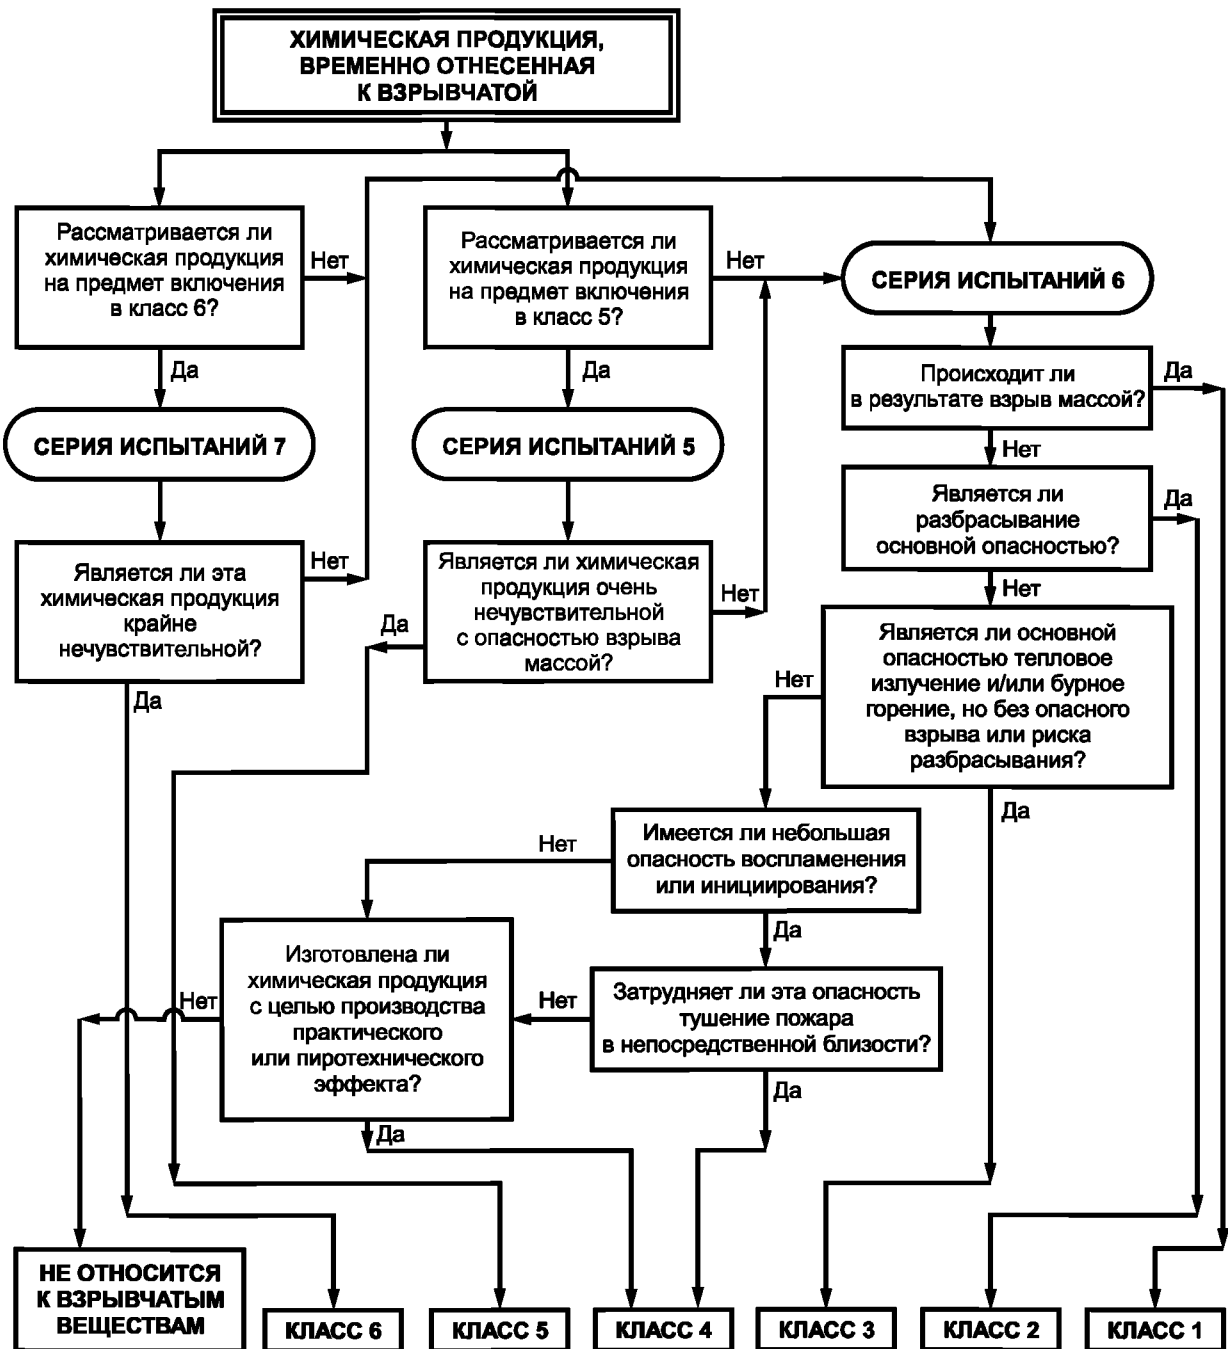 ХИМИЧЕСКАЯ ПРОДУКЦИЯ,
ВРЕМЕННО ОТНЕСЕННАЯ
К ВЗРЫВЧАТОЙ
Рассматривается ли
химическая продукция
на предмет включения
в класс 6?
Нет
Да
СЕРИЯ ИСПЫТАНИЙ 7
Является ли эта
химическая продукция
крайне
нечувствительной?
Нет
Да
Рассматривается ли
химическая продукция
на предмет включения
в класс 5?
Нет
Да
СЕРИЯ ИСПЫТАНИЙ 5
Является ли химическая
продукция очень
нечувствительной
с опасностью взрыва
массой?
Нет
Да
СЕРИЯ ИСПЫТАНИЙ 6
Происходит ли
в результате взрыв массой?
Да
Нет
Является ли
разбрасывание
основной опасностью?
Да
Нет
Является ли основной
опасностью тепловое
излучение и/или бурное
горение, но без опасного
взрыва или риска
разбрасывания?
Нет
Да
Имеется ли небольшая
опасность воспламенения
или инициирования?
Нет
Да
Затрудняет ли эта опасность
тушение пожара
в непосредственной близости?
Нет
Да
Изготовлена ли
химическая продукция
с целью производства
практического
или пиротехнического
эффекта?
Нет
Да
НЕ ОТНОСИТСЯ
К ВЗРЫВЧАТЫМ
ВЕЩЕСТВАМ
КЛАСС 6
КЛАСС 5
КЛАСС 4
КЛАСС 3
КЛАСС 2
КЛАСС 1